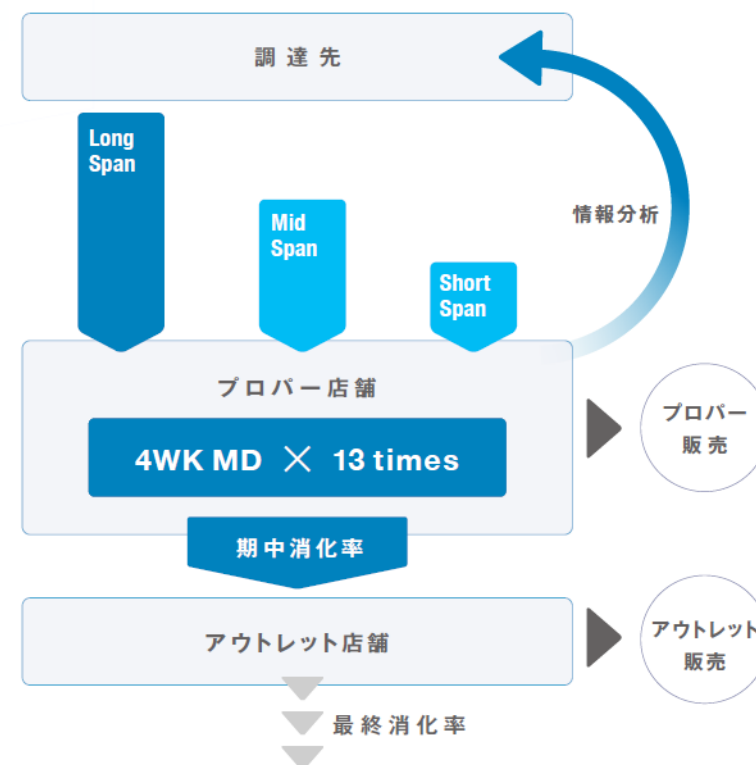 調達先
Long
Span
Mid
Span
Short
Span
情報分析
プロパー店舗
4WK MD × 13 times
プロパー
販売
期中消化率
アウトレット店舗
アウトレット
販売
最終消化率